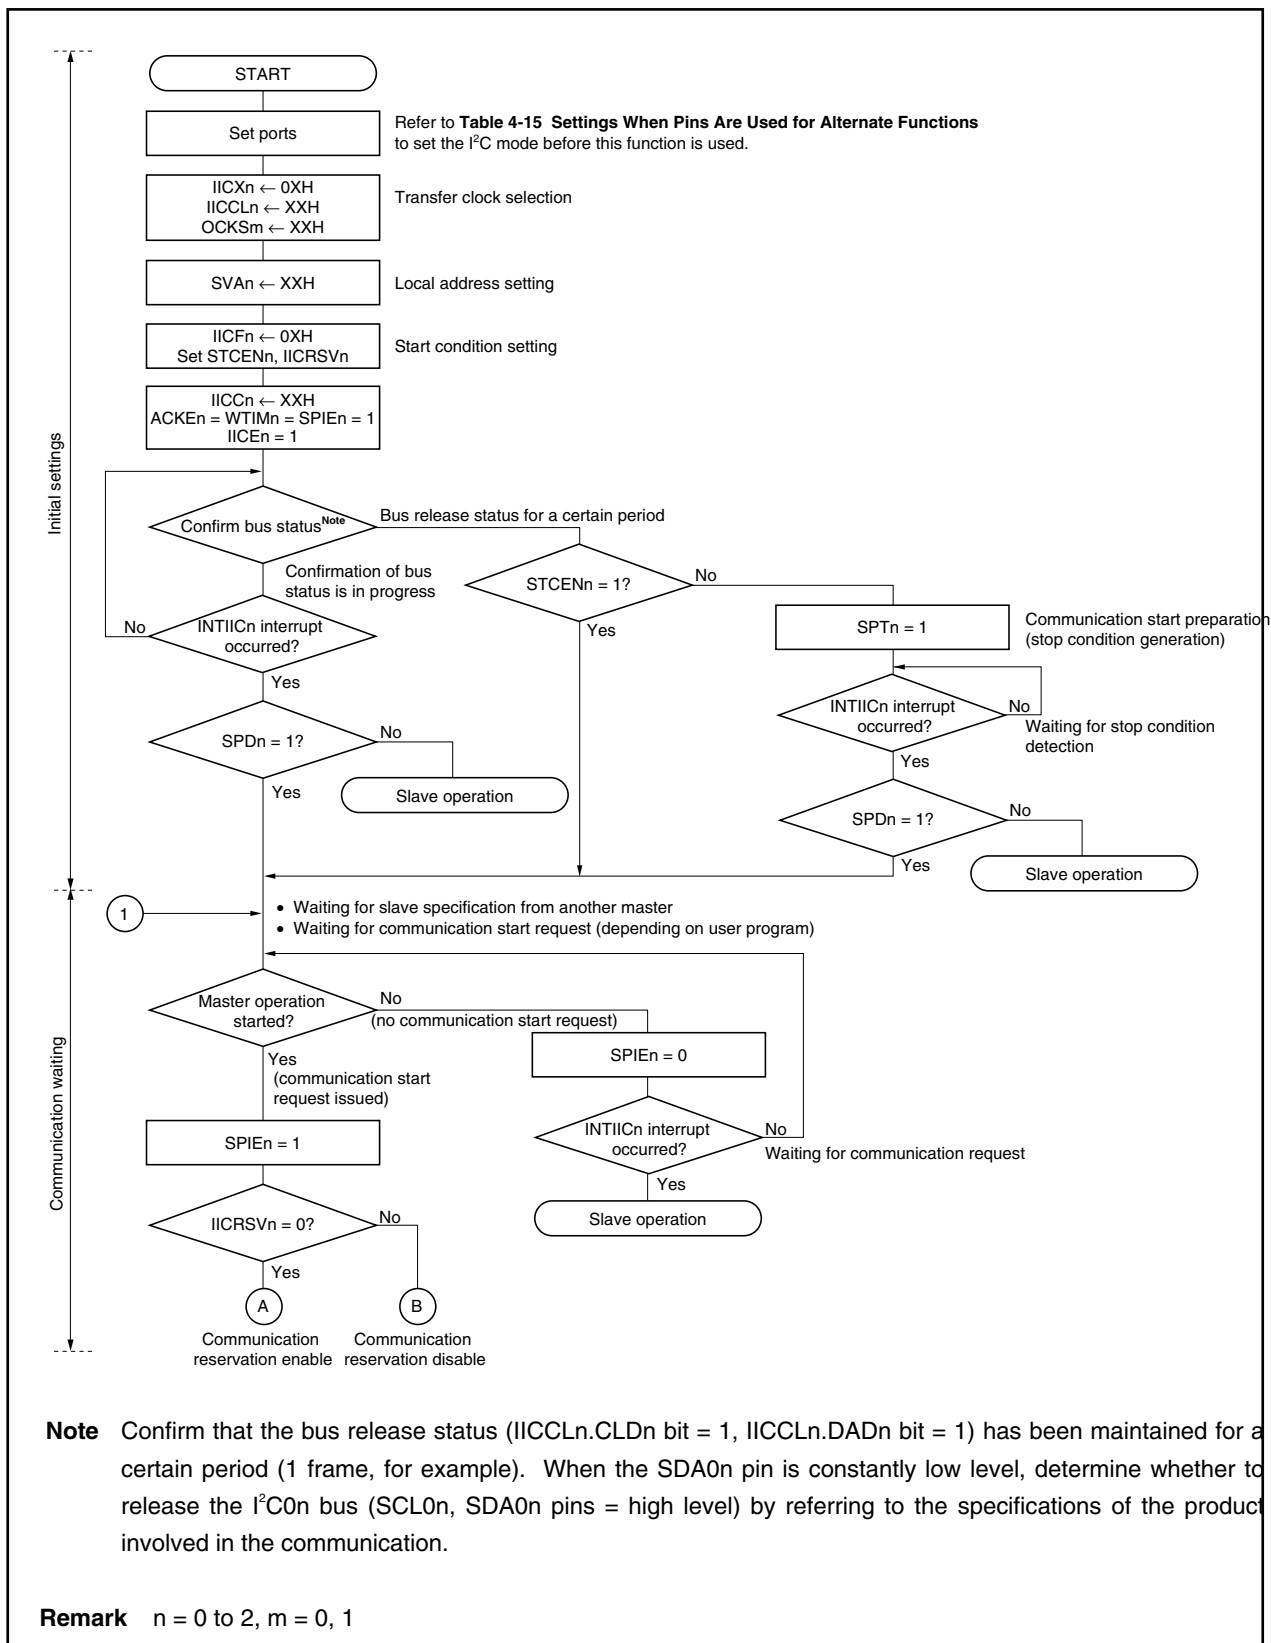 START
Set ports
Refer to Table 4-15 Settings When Pins Are Used for Alternate Functions
to set the I²C mode before this function is used.
IICXn ← 0XH
IICCLn ← XXH
OCKSm ← XXH
Transfer clock selection
SVAn ← XXH
Local address setting
IICFn ← 0XH
Set STCENn, IICRSVn
Start condition setting
IICCn ← XXH
ACKEn = WTIMn = SPIEn = 1
IICEn = 1
Initial settings
Confirm bus statusNote
Bus release status for a certain period
Confirmation of bus
status is in progress
STCENn = 1?
No
Yes
SPTn = 1
Communication start preparation
(stop condition generation)
No
INTIICn interrupt
occurred?
Yes
INTIICn interrupt
occurred?
No
Waiting for stop condition
detection
Yes
SPDn = 1?
No
Slave operation
Yes
SPDn = 1?
No
Slave operation
Yes
1
• Waiting for slave specification from another master
• Waiting for communication start request (depending on user program)
Communication waiting
Master operation
started?
No
(no communication start request)
Yes
(communication start
request issued)
SPIEn = 0
INTIICn interrupt
occurred?
No
Waiting for communication request
Yes
Slave operation
SPIEn = 1
IICRSVn = 0?
No
Yes
A
B
Communication
reservation enable
Communication
reservation disable
Note Confirm that the bus release status (IICCLn.CLDn bit = 1, IICCLn.DADn bit = 1) has been maintained for a
certain period (1 frame, for example). When the SDA0n pin is constantly low level, determine whether to
release the I²C0n bus (SCL0n, SDA0n pins = high level) by referring to the specifications of the product
involved in the communication.
Remark n = 0 to 2, m = 0, 1